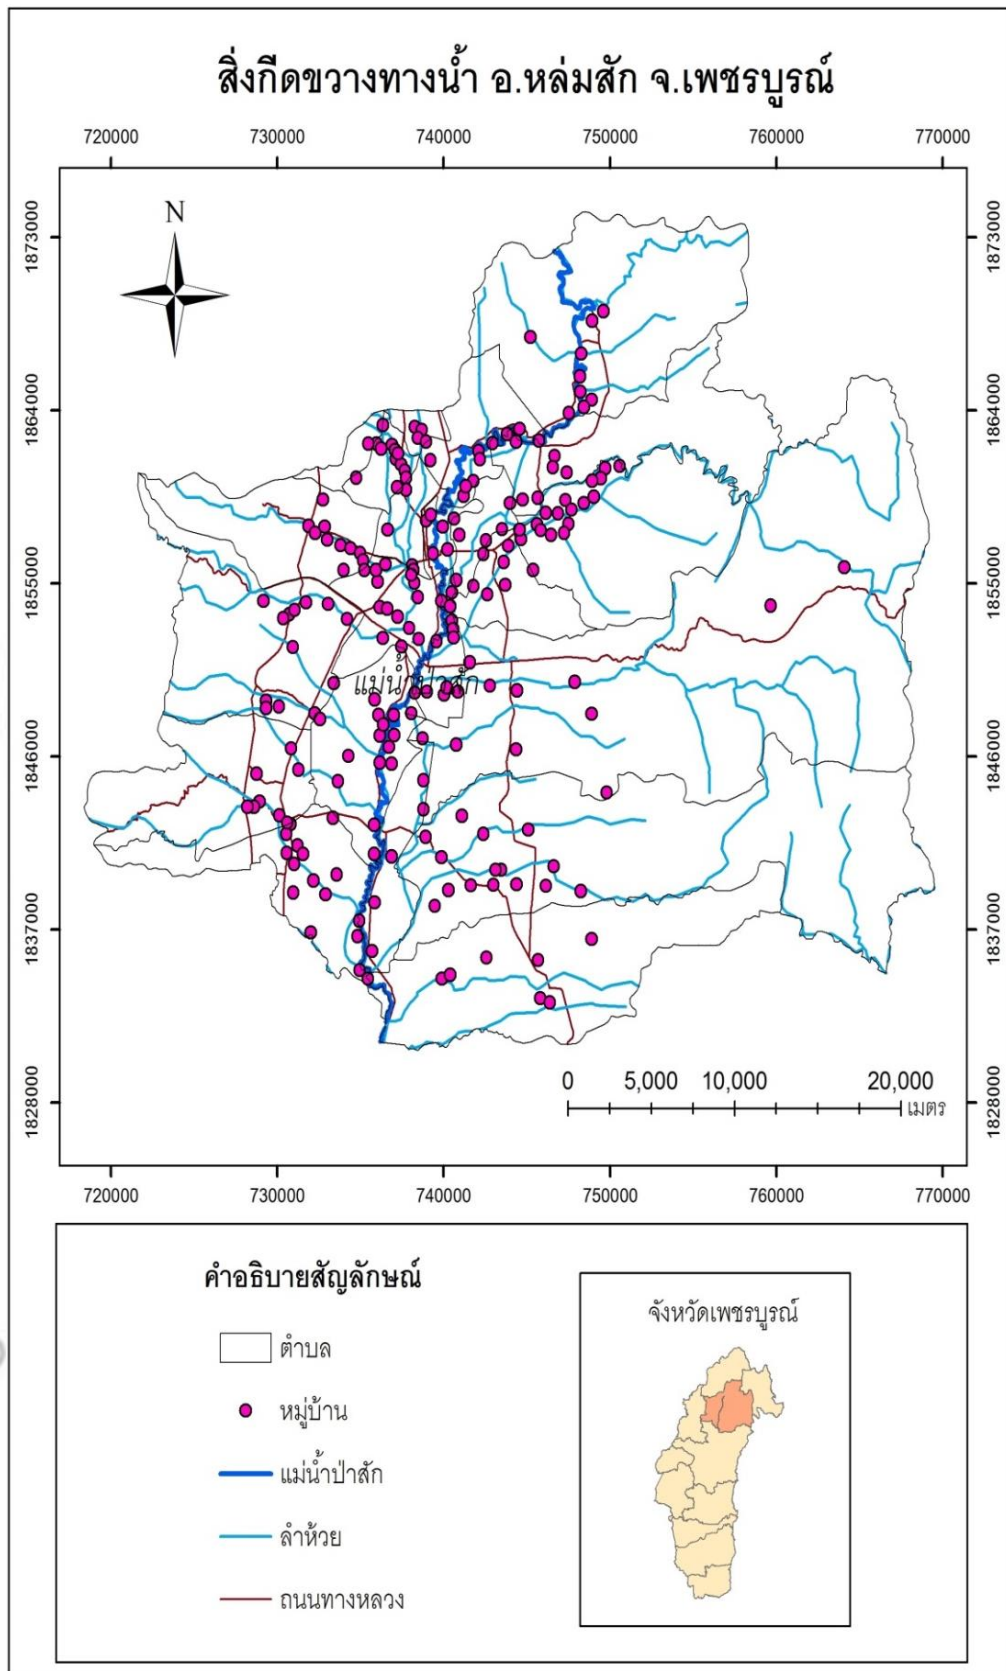 สิ่งกีดขวางทางน้ำ อ.หล่มสัก จ.เพชรบูรณ์
720000 730000 740000 750000 760000 770000
N
1873000 1873000
1864000 1864000
1855000 1855000
แม่น้ำป่าสัก
1846000 1846000
1837000 1837000
0 5,000 10,000 20,000
เมตร
1828000 1828000
720000 730000 740000 750000 760000 770000
คำอธิบายสัญลักษณ์
ตำบล
หมู่บ้าน
แม่น้ำป่าสัก
ลำห้วย
ถนนทางหลวง
จังหวัดเพชรบูรณ์